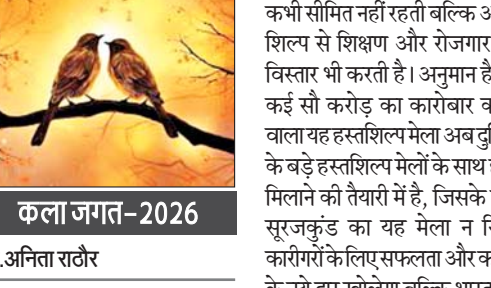 कला जगत-2026
.अनिता राठौर
कभी सीमित नहीं रहती बल्कि
शिल्प से शिक्षण और रोजगार
विस्तार भी करती है। अनुमान है
कई सौ करोड़ का कारोबार
वाला यह हस्तशिल्प मेला अब
के बड़े हस्तशिल्प मेलों के साथ
मिलाने की तैयारी में है, जिसके
सूरजकुंड का यह मेला न
कारीगरों के लिए सफलता और